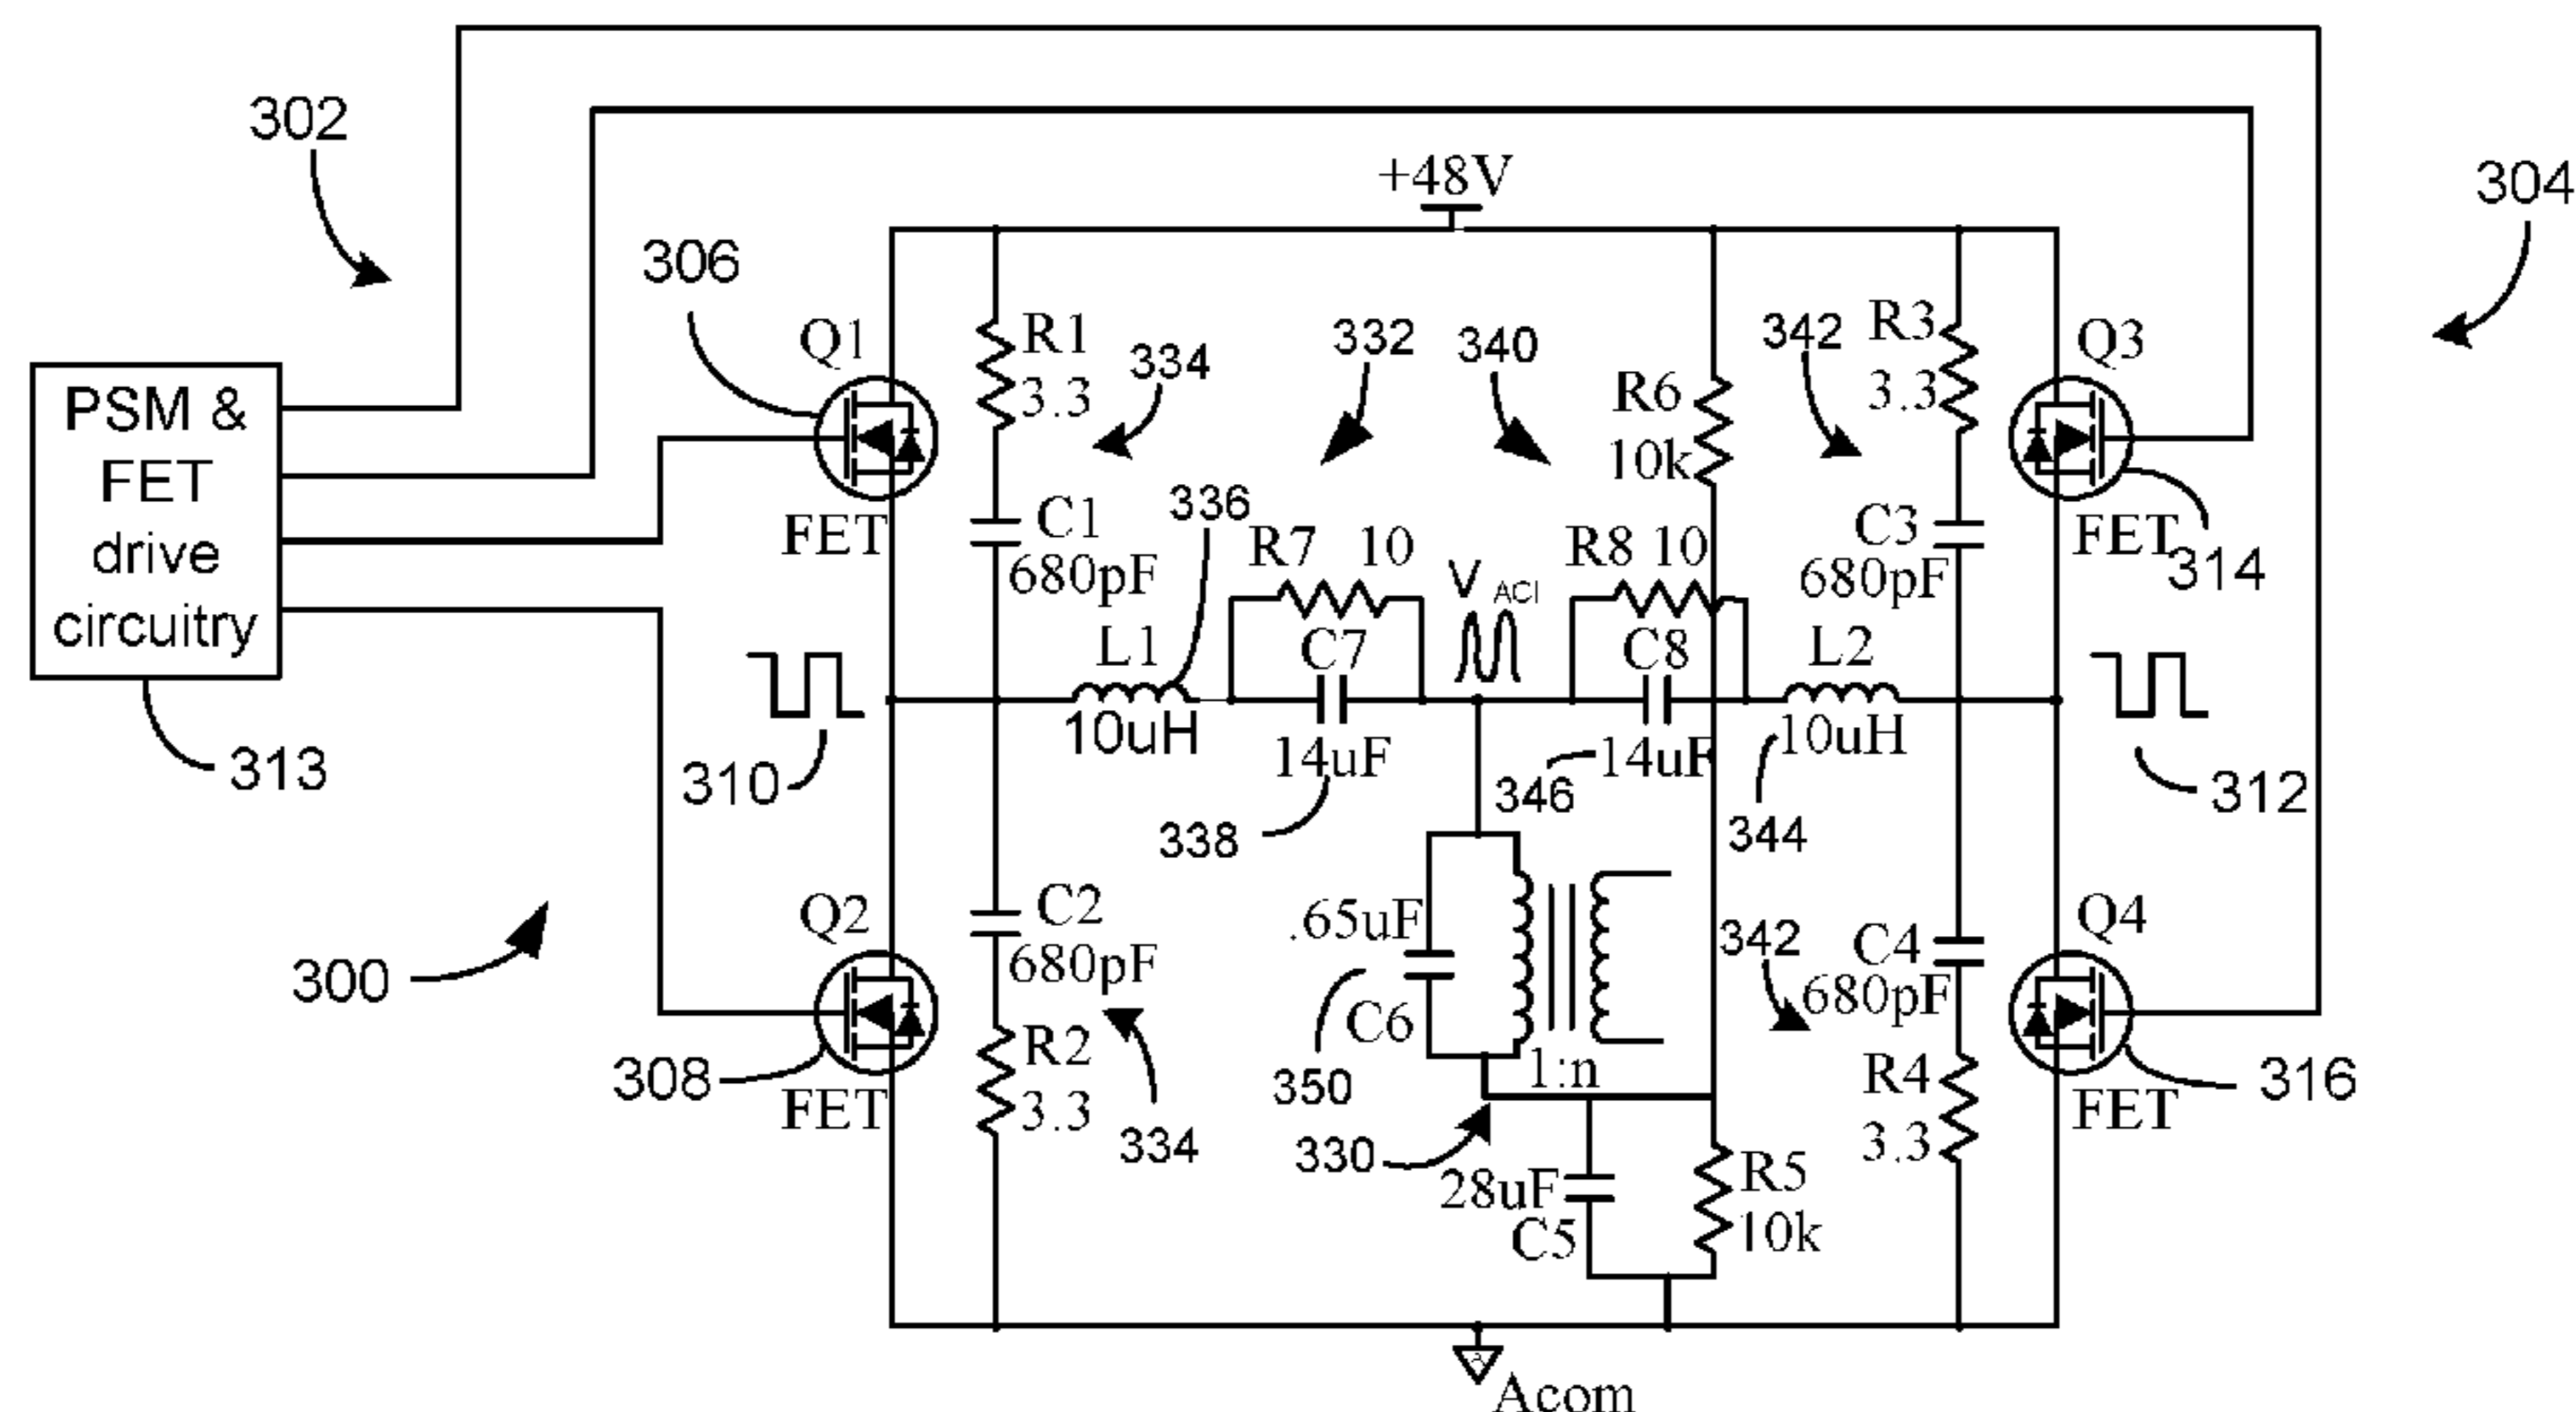 302
+48V
304
306
Q1
R1
3.3
334
332
340
342
R3
3.3
Q3
PSM &
FET
drive
circuitry
R6
10k
336
C1
680pF
FET
R7 10
V ACI
R8 10
C3
680pF
FET
314
L1
10uH
C7
14uF
C8
14uF
L2
10uH
313
310
338
346
344
312
Q2
C2
680pF
.65uF
C6
342
C4
680pF
Q4
300
308
FET
R2
3.3
334
350
1:n
330
R4
3.3
FET
316
28uF
C5
R5
10k
Acom